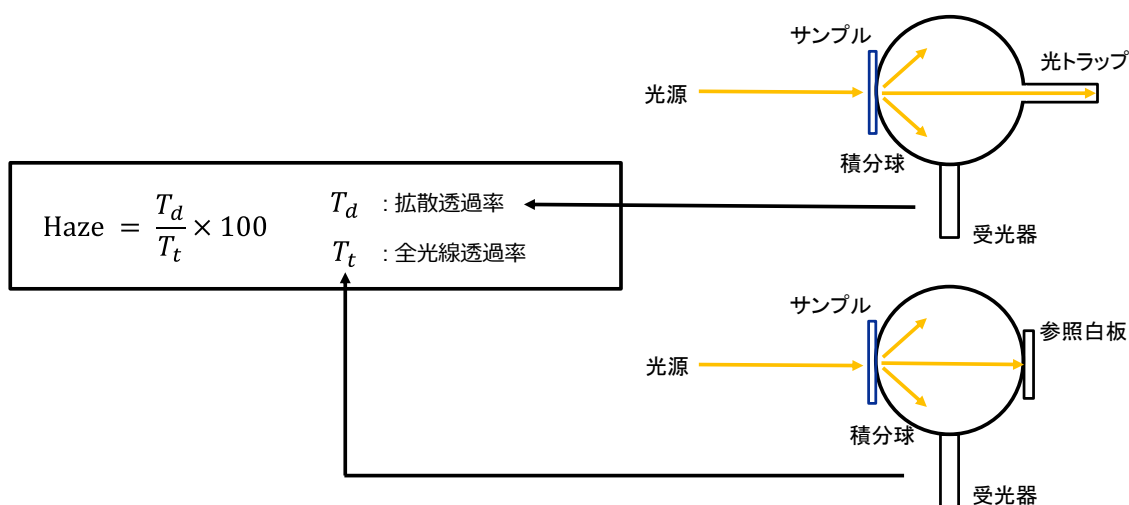 サンプル
光トラップ
光源
積分球
受光器
Haze = T_d/T_t × 100
T_d : 拡散透過率
T_t : 全光線透過率
サンプル
参照白板
光源
積分球
受光器